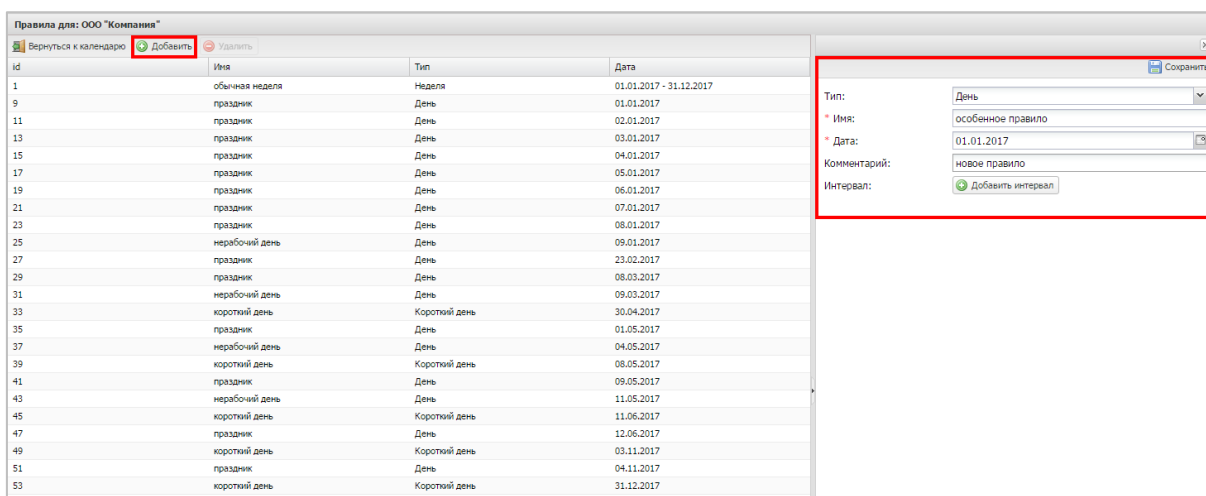 Правила для: ООО "Компания"
Вернуться к календарю Добавить Удалить
id Имя Тип Дата
1 обычная неделя Неделя 01.01.2017 - 31.12.2017
9 праздник День 01.01.2017
11 праздник День 02.01.2017
13 праздник День 03.01.2017
15 праздник День 04.01.2017
17 праздник День 05.01.2017
19 праздник День 06.01.2017
21 праздник День 07.01.2017
23 праздник День 08.01.2017
25 нерабочий день День 09.01.2017
27 праздник День 23.02.2017
29 праздник День 08.03.2017
31 нерабочий день День 09.03.2017
33 короткий день Короткий день 30.04.2017
35 праздник День 01.05.2017
37 нерабочий день День 04.05.2017
39 короткий день Короткий день 08.05.2017
41 праздник День 09.05.2017
43 нерабочий день День 11.05.2017
45 короткий день Короткий день 11.06.2017
47 праздник День 12.06.2017
49 короткий день Короткий день 03.11.2017
51 праздник День 04.11.2017
53 короткий день Короткий день 31.12.2017
Сохранить
Тип: День
* Имя: особенное правило
* Дата: 01.01.2017
Комментарий: новое правило
Интервал: Добавить интервал